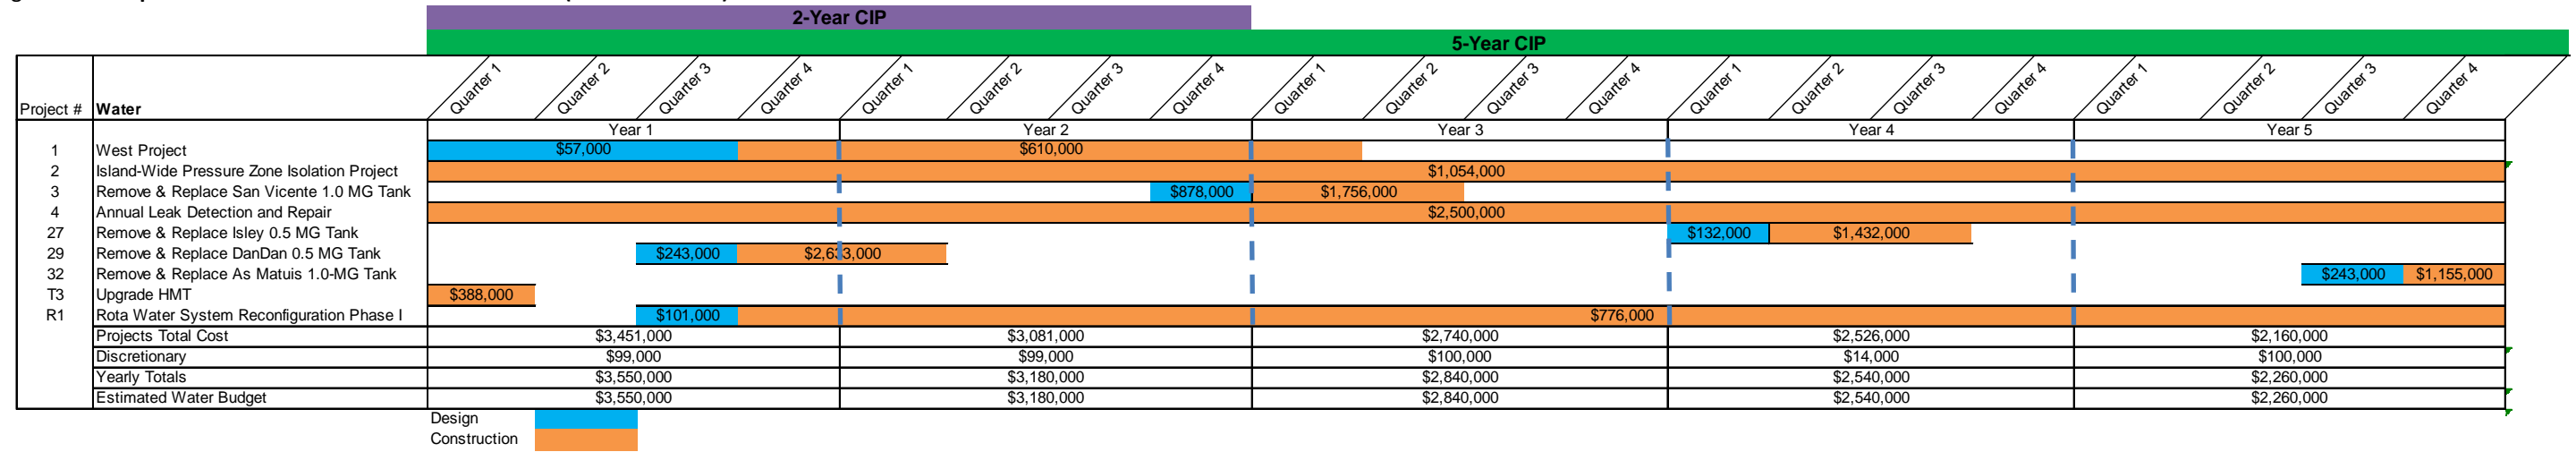 2-Year CIP
5-Year CIP
Project # Water Quarter 1 Quarter 2 Quarter 3 Quarter 4 Quarter 1 Quarter 2 Quarter 3 Quarter 4 Quarter 1 Quarter 2 Quarter 3 Quarter 4 Quarter 1 Quarter 2 Quarter 3 Quarter 4 Quarter 1 Quarter 2 Quarter 3 Quarter 4
Year 1 Year 2 Year 3 Year 4 Year 5
1 West Project $57,000 $610,000
2 Island-Wide Pressure Zone Isolation Project $1,054,000
3 Remove & Replace San Vicente 1.0 MG Tank $878,000 $1,756,000
4 Annual Leak Detection and Repair $2,500,000
27 Remove & Replace Isley 0.5 MG Tank $132,000 $1,432,000
29 Remove & Replace DanDan 0.5 MG Tank $243,000 $2,633,000
32 Remove & Replace As Matuis 1.0-MG Tank $243,000 $1,155,000
T3 Upgrade HMT $388,000
R1 Rota Water System Reconfiguration Phase I $101,000 $776,000
Projects Total Cost $3,451,000 $3,081,000 $2,740,000 $2,526,000 $2,160,000
Discretionary $99,000 $99,000 $100,000 $14,000 $100,000
Yearly Totals $3,550,000 $3,180,000 $2,840,000 $2,540,000 $2,260,000
Estimated Water Budget $3,550,000 $3,180,000 $2,840,000 $2,540,000 $2,260,000
Design
Construction